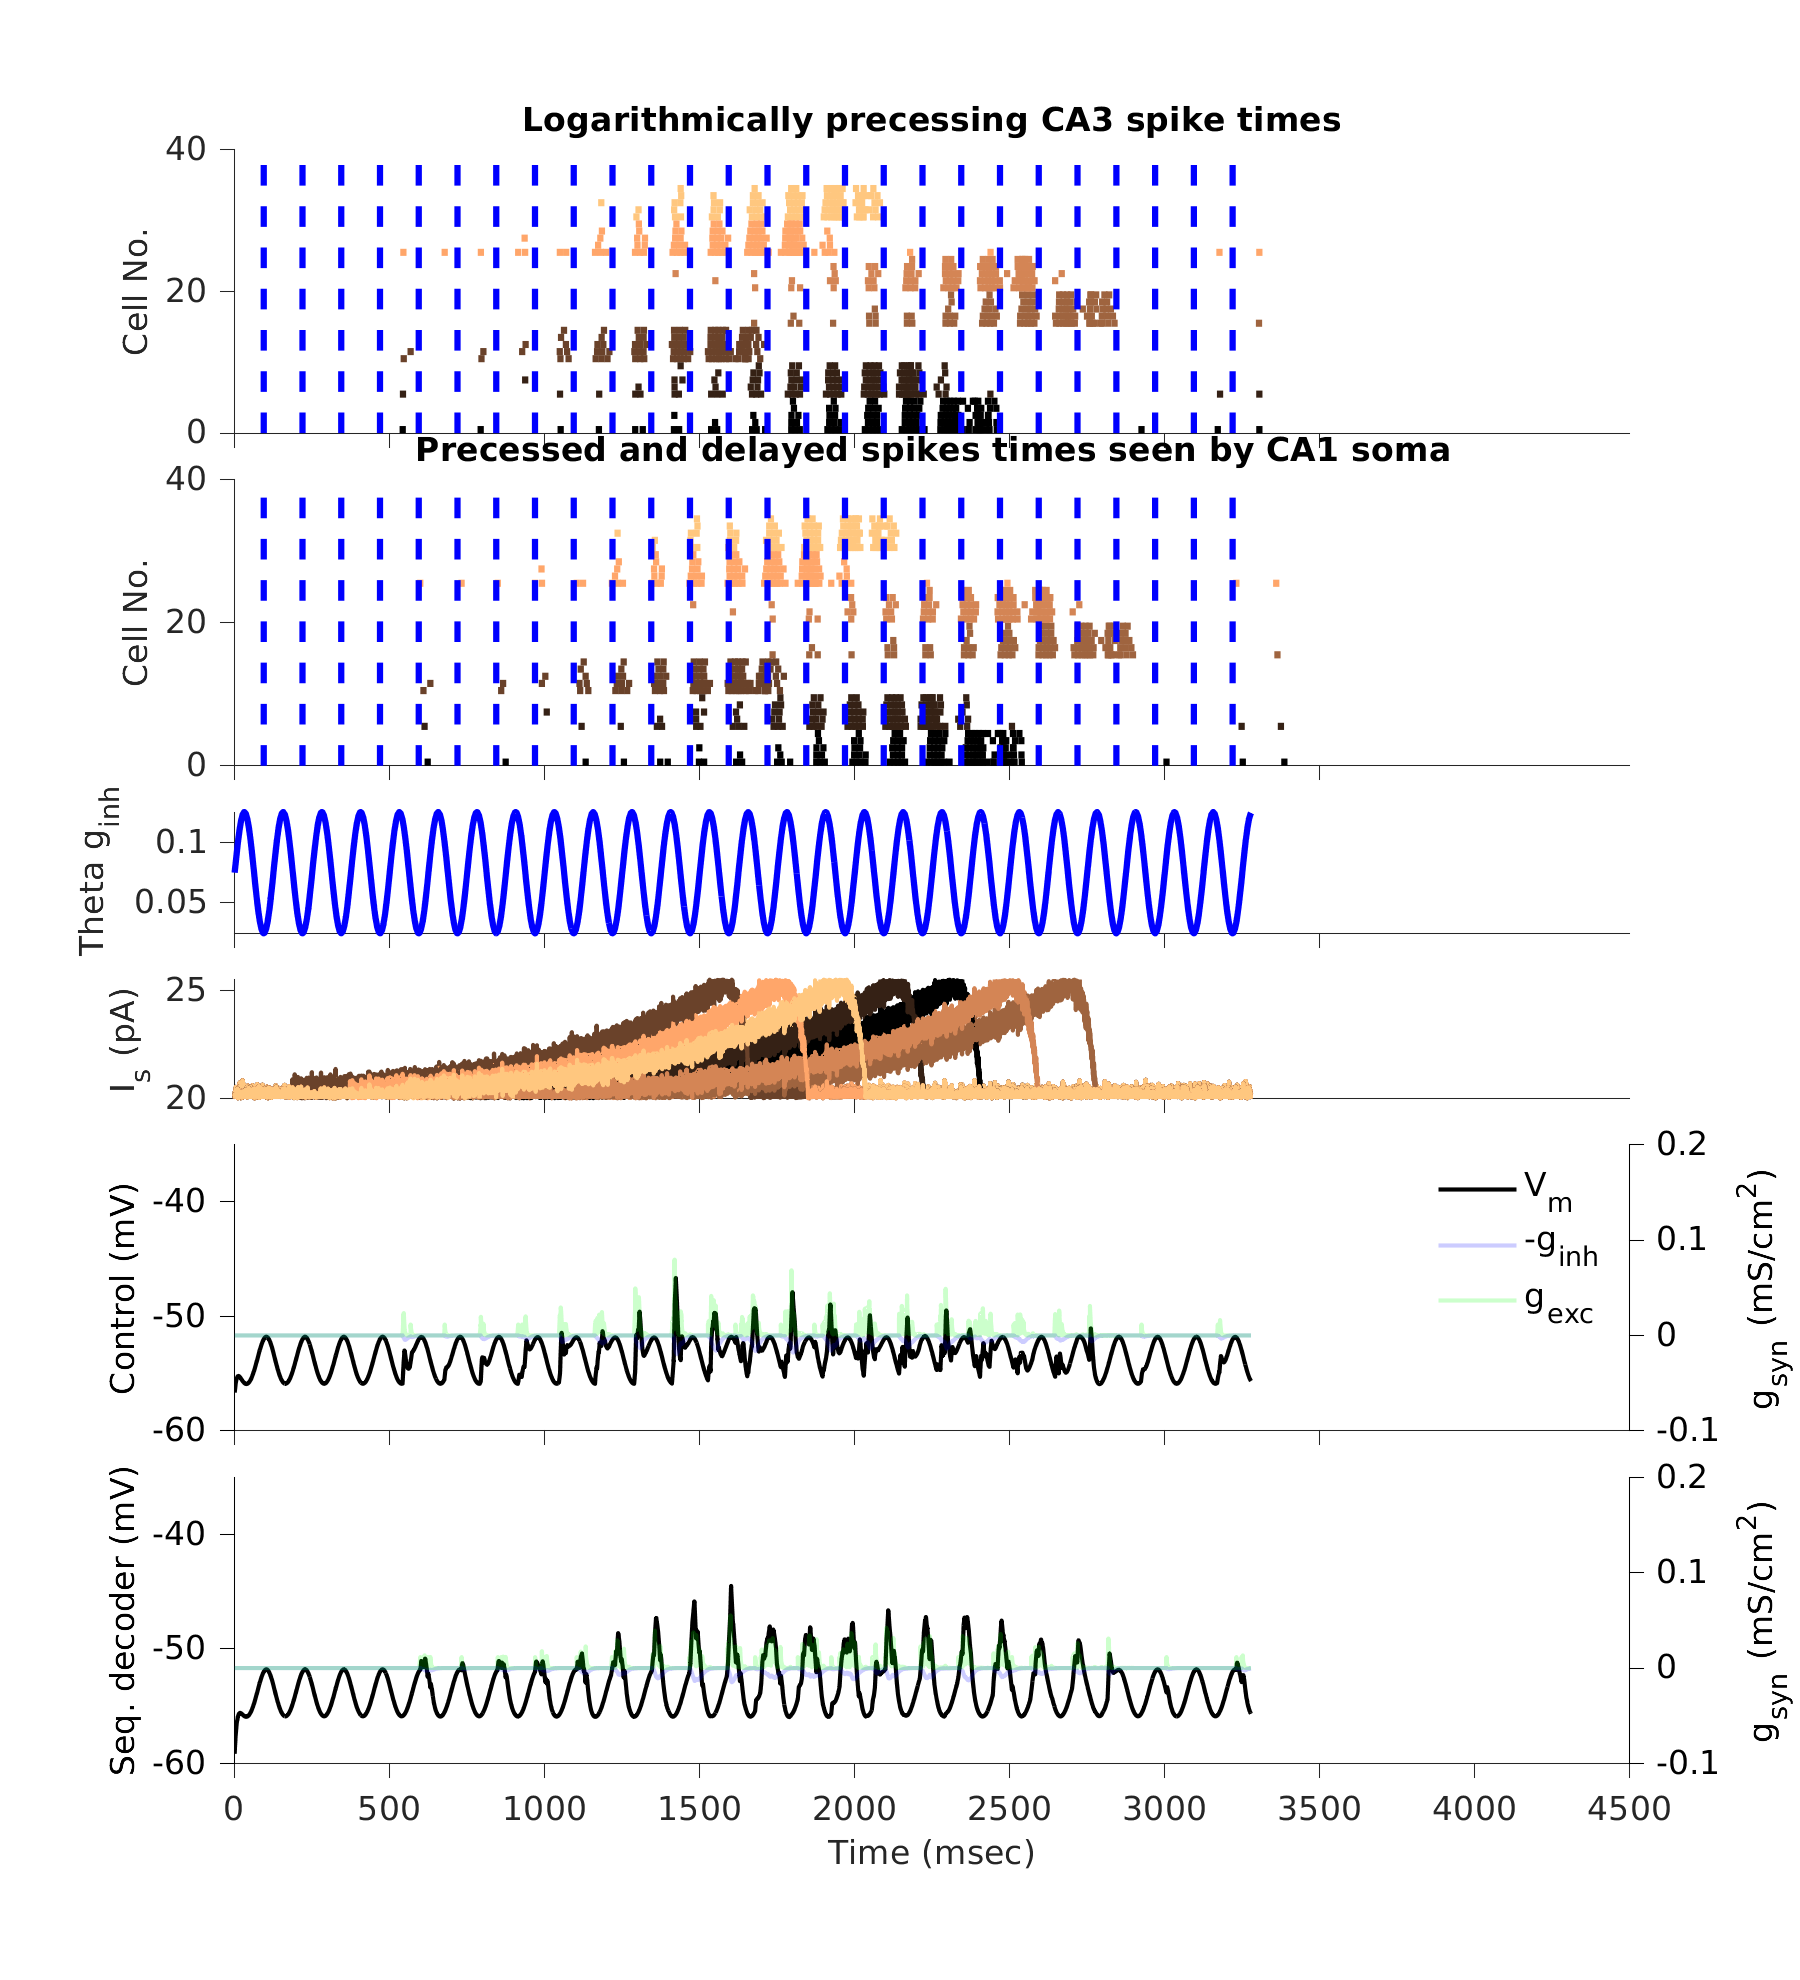 Logarithmically precessing CA3 spike times
40
20
0
Cell No.
Precessed and delayed spikes times seen by CA1 soma
40
20
0
Cell No.
0.1
0.05
Theta g_inh
25
20
I_s (pA)
-40
-50
-60
Control (mV)
V_m
-g_inh
g_exc
0.2
0.1
0
-0.1
g_syn (mS/cm²)
-40
-50
-60
Seq. decoder (mV)
0.2
0.1
0
-0.1
g_syn (mS/cm²)
0 500 1000 1500 2000 2500 3000 3500 4000 4500
Time (msec)